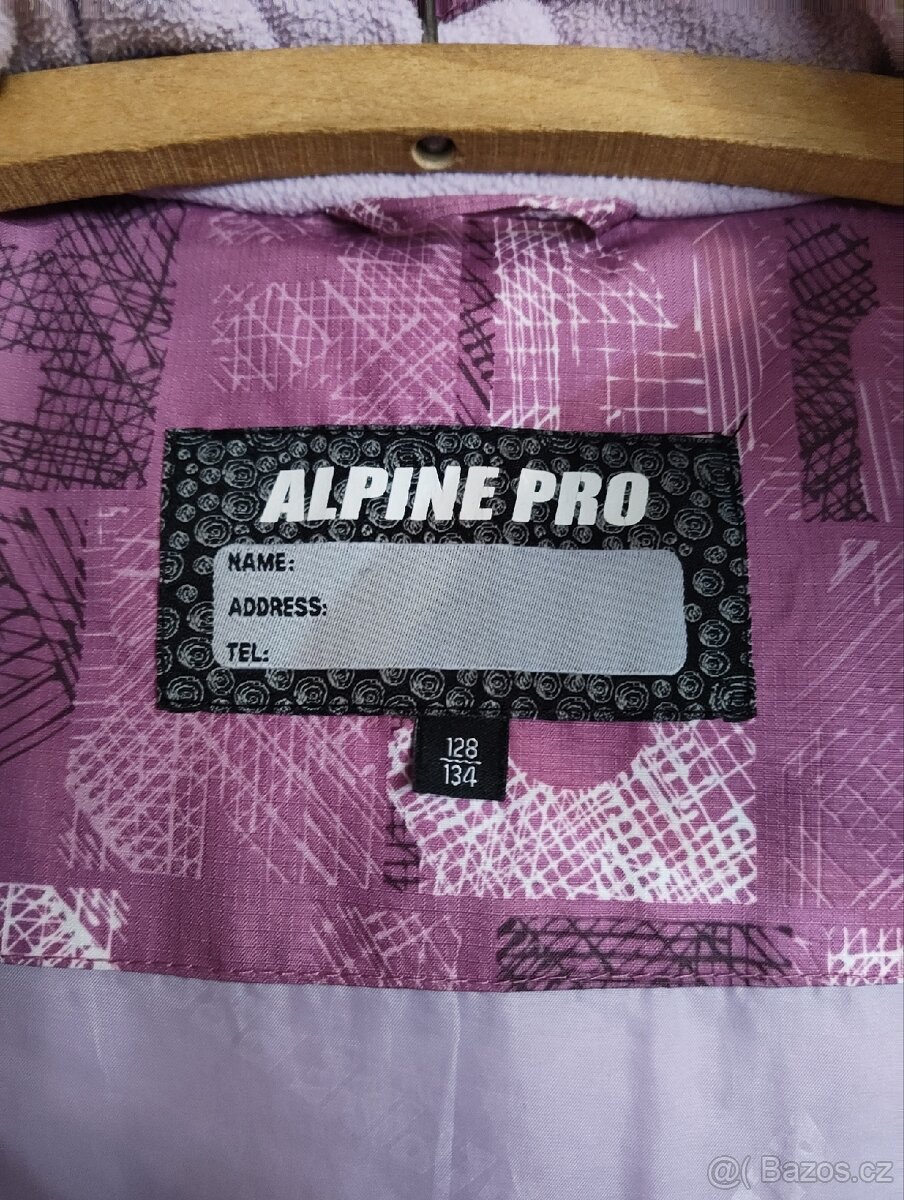 ALPINE PRO
NAME:
ADDRESS:
TEL:
128
134
@( Bazos.cz